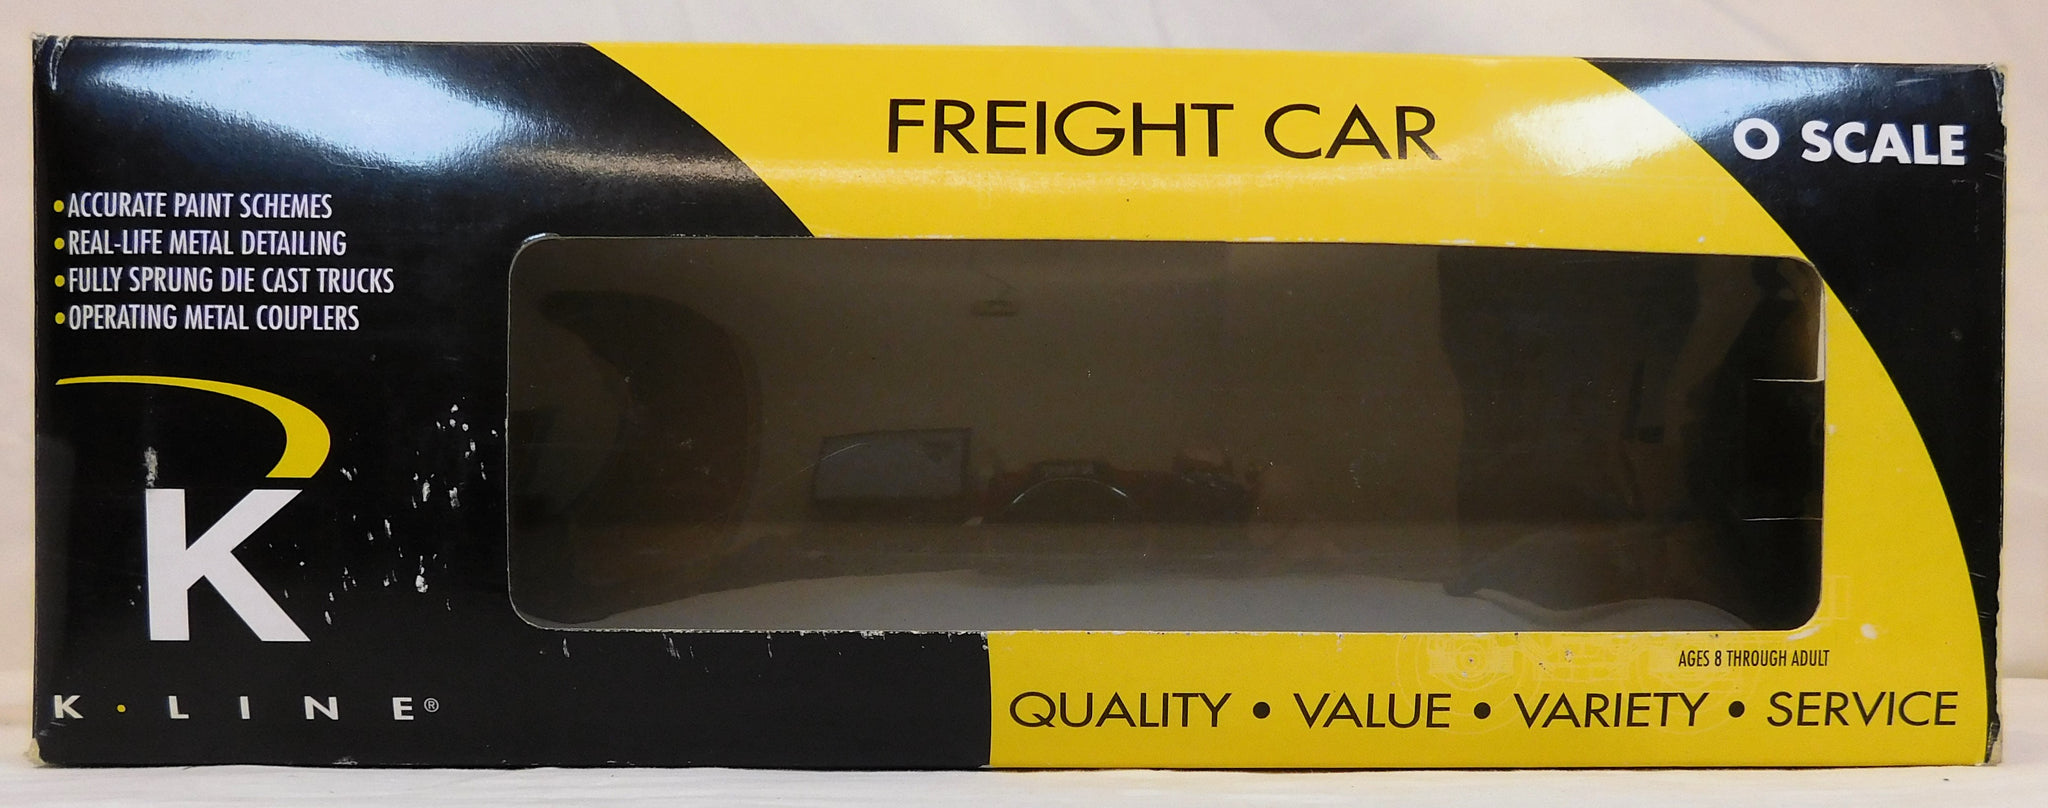 FREIGHT CAR
O SCALE
•ACCURATE PAINT SCHEMES
•REAL-LIFE METAL DETAILING
•FULLY SPRUNG DIE CAST TRUCKS
•OPERATING METAL COUPLERS
K
K·LINE®
AGES 8 THROUGH ADULT
QUALITY • VALUE • VARIETY • SERVICE